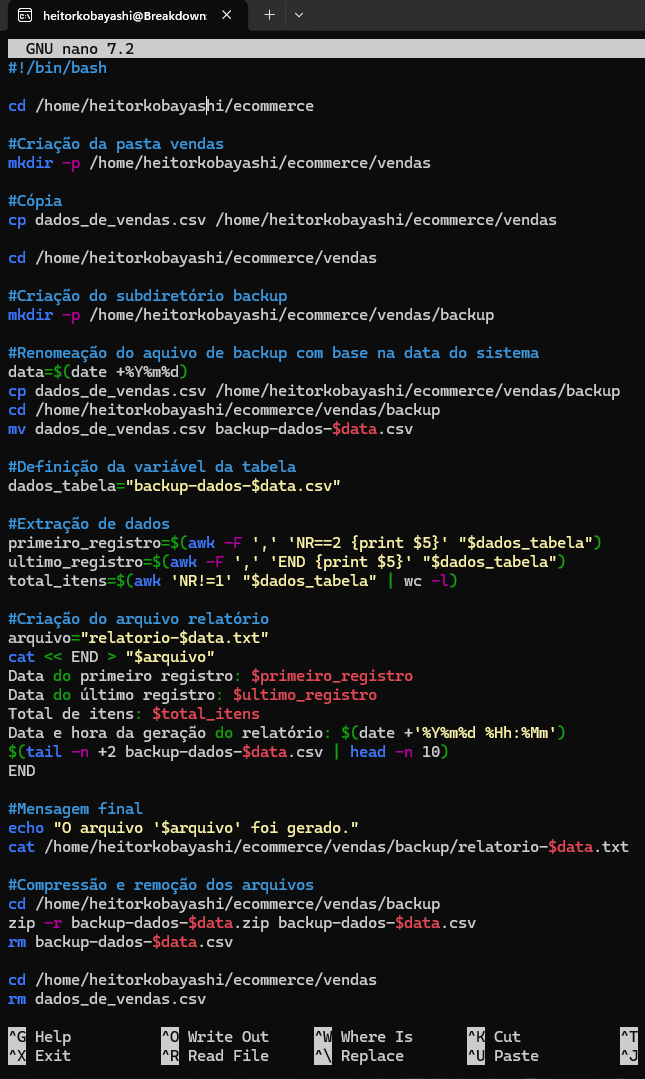 heitorkobayashi@Breakdown:
GNU nano 7.2
#!/bin/bash
cd /home/heitorkobayashi/ecommerce
#Criação da pasta vendas
mkdir -p /home/heitorkobayashi/ecommerce/vendas
#Cópia
cp dados_de_vendas.csv /home/heitorkobayashi/ecommerce/vendas
cd /home/heitorkobayashi/ecommerce/vendas
#Criação do subdiretório backup
mkdir -p /home/heitorkobayashi/ecommerce/vendas/backup
#Renomeação do aquivo de backup com base na data do sistema
data=$(date +%Y%m%d)
cp dados_de_vendas.csv /home/heitorkobayashi/ecommerce/vendas/backup
cd /home/heitorkobayashi/ecommerce/vendas/backup
mv dados_de_vendas.csv backup-dados-$data.csv
#Definição da variável da tabela
dados_tabela="backup-dados-$data.csv"
#Extração de dados
primeiro_registro=$(awk -F ',' 'NR==2 {print $5}' "$dados_tabela")
ultimo_registro=$(awk -F ',' 'END {print $5}' "$dados_tabela")
total_itens=$(awk 'NR!=1' "$dados_tabela" | wc -l)
#Criação do arquivo relatório
arquivo="relatorio-$data.txt"
cat << END > "$arquivo"
Data do primeiro registro: $primeiro_registro
Data do último registro: $ultimo_registro
Total de itens: $total_itens
Data e hora da geração do relatório: $(date +'%Y%m%d %Hh:%Mm')
$(tail -n +2 backup-dados-$data.csv | head -n 10)
END
#Mensagem final
echo "O arquivo '$arquivo' foi gerado."
cat /home/heitorkobayashi/ecommerce/vendas/backup/relatorio-$data.txt
#Compressão e remoção dos arquivos
cd /home/heitorkobayashi/ecommerce/vendas/backup
zip -r backup-dados-$data.zip backup-dados-$data.csv
rm backup-dados-$data.csv
cd /home/heitorkobayashi/ecommerce/vendas
rm dados_de_vendas.csv
^G Help ^O Write Out ^W Where Is ^K Cut ^T
^X Exit ^R Read File ^\ Replace ^U Paste ^J